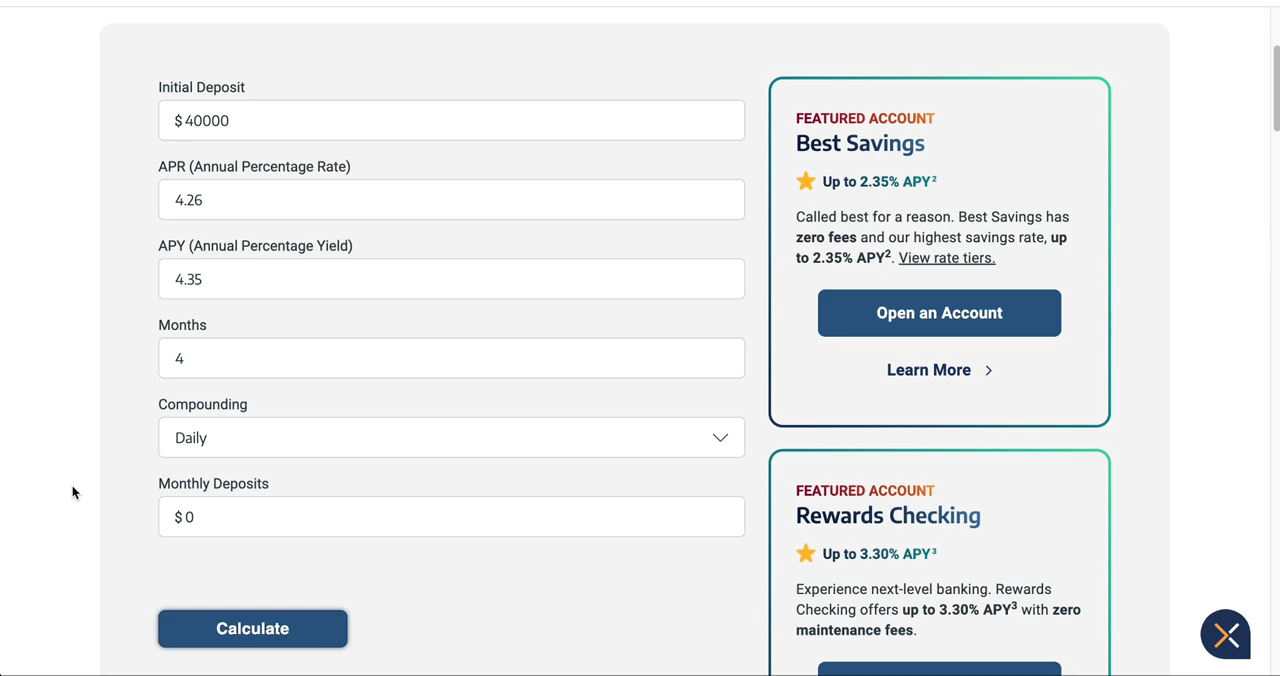 Initial Deposit
$ 40000
APR (Annual Percentage Rate)
4.26
APY (Annual Percentage Yield)
4.35
Months
4
Compounding
Daily
Monthly Deposits
$ 0
Calculate
FEATURED ACCOUNT
Best Savings
Up to 2.35% APY²
Called best for a reason. Best Savings has
zero fees and our highest savings rate, up
to 2.35% APY². View rate tiers.
Open an Account
Learn More
FEATURED ACCOUNT
Rewards Checking
Up to 3.30% APY³
Experience next-level banking. Rewards
Checking offers up to 3.30% APY³ with zero
maintenance fees.